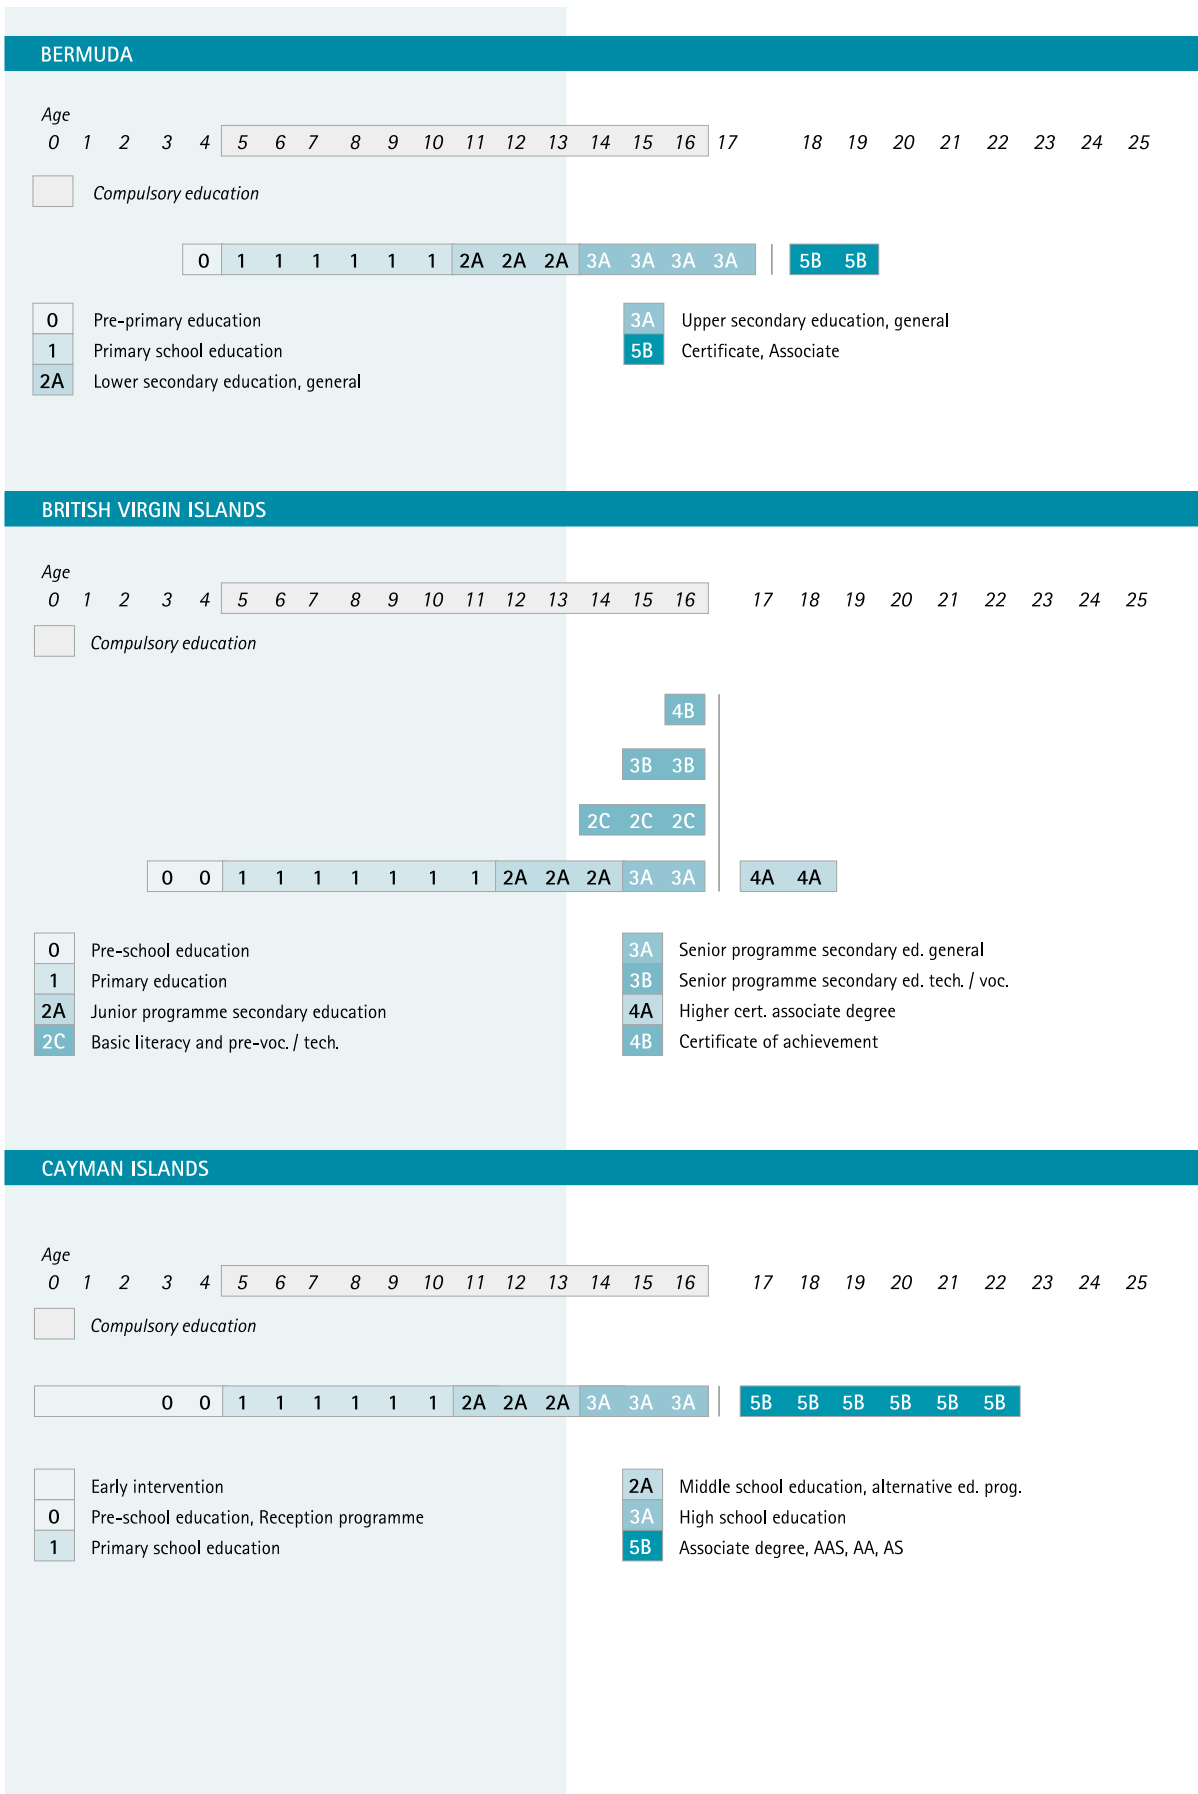 BERMUDA
Age
0 1 2 3 4 5 6 7 8 9 10 11 12 13 14 15 16 17 18 19 20 21 22 23 24 25
Compulsory education
0 1 1 1 1 1 1 2A 2A 2A 3A 3A 3A 3A 5B 5B
0 Pre-primary education
1 Primary school education
2A Lower secondary education, general
3A Upper secondary education, general
5B Certificate, Associate
BRITISH VIRGIN ISLANDS
Age
0 1 2 3 4 5 6 7 8 9 10 11 12 13 14 15 16 17 18 19 20 21 22 23 24 25
Compulsory education
4B
3B 3B
2C 2C 2C
0 0 1 1 1 1 1 1 1 2A 2A 2A 3A 3A 4A 4A
0 Pre-school education
1 Primary education
2A Junior programme secondary education
2C Basic literacy and pre-voc. / tech.
3A Senior programme secondary ed. general
3B Senior programme secondary ed. tech. / voc.
4A Higher cert. associate degree
4B Certificate of achievement
CAYMAN ISLANDS
Age
0 1 2 3 4 5 6 7 8 9 10 11 12 13 14 15 16 17 18 19 20 21 22 23 24 25
Compulsory education
0 0 1 1 1 1 1 1 2A 2A 2A 3A 3A 3A 5B 5B 5B 5B 5B 5B
Early intervention
0 Pre-school education, Reception programme
1 Primary school education
2A Middle school education, alternative ed. prog.
3A High school education
5B Associate degree, AAS, AA, AS